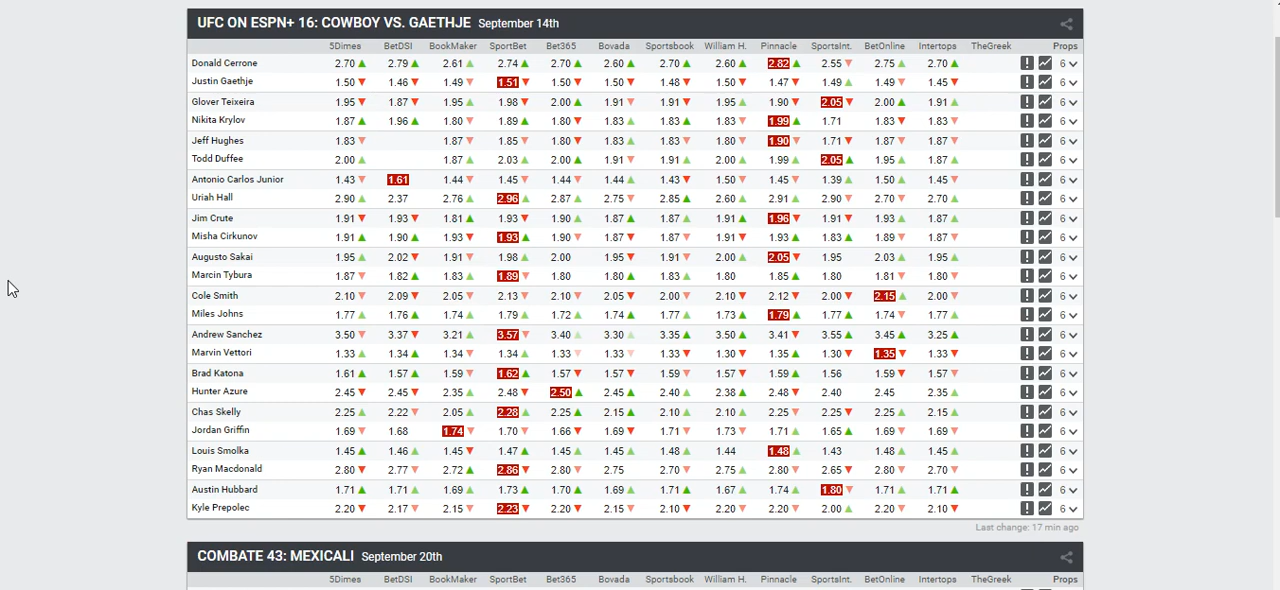 UFC ON ESPN+ 16: COWBOY VS. GAETHJE September 14th
5Dimes BetDSI BookMaker SportBet Bet365 Bovada Sportsbook William H. Pinnacle SportsInt. BetOnline Intertops TheGreek Props
Donald Cerrone 2.70 2.79 2.61 2.74 2.70 2.60 2.70 2.60 2.82 2.55 2.75 2.70 6
Justin Gaethje 1.50 1.46 1.49 1.51 1.50 1.50 1.48 1.50 1.47 1.49 1.49 1.45 6
Glover Teixeira 1.95 1.87 1.95 1.98 2.00 1.91 1.91 1.95 1.90 2.05 2.00 1.91 6
Nikita Krylov 1.87 1.96 1.80 1.89 1.80 1.83 1.83 1.83 1.99 1.71 1.83 1.87 6
Jeff Hughes 1.83 1.87 1.85 1.80 1.83 1.83 1.80 1.90 1.71 1.87 1.87 6
Todd Duffee 2.00 1.87 2.03 2.00 1.91 1.91 2.00 1.99 2.05 1.95 1.87 6
Antonio Carlos Junior 1.43 1.61 1.44 1.45 1.44 1.44 1.43 1.50 1.45 1.39 1.50 1.45 6
Uriah Hall 2.90 2.37 2.76 2.96 2.87 2.75 2.85 2.60 2.91 2.90 2.70 2.70 6
Jim Crute 1.91 1.93 1.81 1.93 1.90 1.87 1.87 1.91 1.96 1.91 1.93 1.87 6
Misha Cirkunov 1.91 1.90 1.93 1.93 1.90 1.87 1.87 1.91 1.93 1.83 1.89 1.87 6
Augusto Sakai 1.95 2.02 1.91 1.98 2.00 1.95 1.91 2.00 2.05 1.95 2.03 1.95 6
Marcin Tybura 1.87 1.82 1.83 1.89 1.80 1.80 1.83 1.80 1.85 1.80 1.81 1.80 6
Cole Smith 2.10 2.09 2.05 2.13 2.10 2.05 2.00 2.10 2.12 2.00 2.15 2.00 6
Miles Johns 1.77 1.76 1.74 1.79 1.72 1.74 1.77 1.73 1.79 1.77 1.74 1.77 6
Andrew Sanchez 3.50 3.37 3.21 3.57 3.40 3.30 3.35 3.50 3.41 3.55 3.45 3.25 6
Marvin Vettori 1.33 1.34 1.34 1.34 1.33 1.33 1.33 1.30 1.35 1.30 1.35 1.33 6
Brad Katona 1.61 1.57 1.59 1.62 1.57 1.57 1.59 1.57 1.59 1.56 1.59 1.57 6
Hunter Azure 2.45 2.45 2.35 2.48 2.50 2.45 2.40 2.38 2.48 2.40 2.45 2.35 6
Chas Skelly 2.25 2.22 2.05 2.28 2.25 2.15 2.10 2.10 2.25 2.25 2.25 2.15 6
Jordan Griffin 1.69 1.68 1.74 1.70 1.66 1.69 1.71 1.73 1.71 1.65 1.69 1.69 6
Louis Smolka 1.45 1.46 1.45 1.47 1.45 1.45 1.48 1.44 1.48 1.43 1.48 1.45 6
Ryan Macdonald 2.80 2.77 2.72 2.86 2.80 2.75 2.70 2.75 2.80 2.65 2.80 2.70 6
Austin Hubbard 1.71 1.71 1.69 1.73 1.70 1.69 1.71 1.67 1.74 1.80 1.71 1.71 6
Kyle Prepolec 2.20 2.17 2.15 2.23 2.20 2.15 2.10 2.20 2.20 2.00 2.20 2.10 6
Last change: 17 min ago
COMBATE 43: MEXICALI September 20th
5Dimes BetDSI BookMaker SportBet Bet365 Bovada Sportsbook William H. Pinnacle SportsInt. BetOnline Intertops TheGreek Props